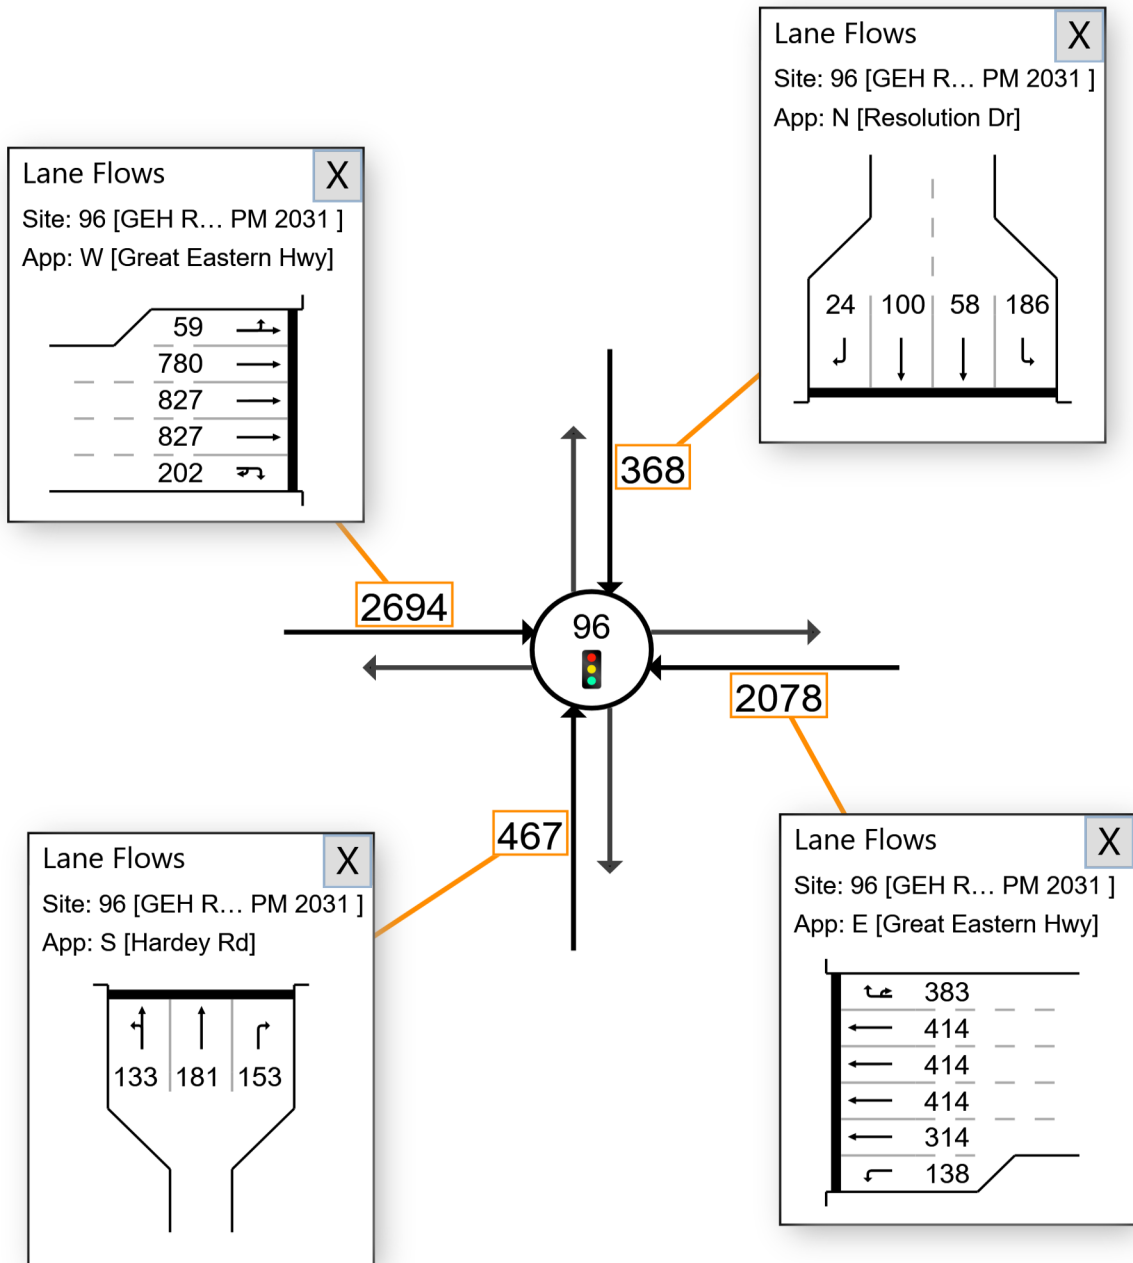 Lane Flows
X
Site: 96 [GEH R... PM 2031 ]
App: N [Resolution Dr]
24 100 58 186
Lane Flows
X
Site: 96 [GEH R... PM 2031 ]
App: W [Great Eastern Hwy]
59
780
827
827
202
368
2694
96
2078
467
Lane Flows
X
Site: 96 [GEH R... PM 2031 ]
App: S [Hardey Rd]
133 181 153
Lane Flows
X
Site: 96 [GEH R... PM 2031 ]
App: E [Great Eastern Hwy]
383
414
414
414
314
138